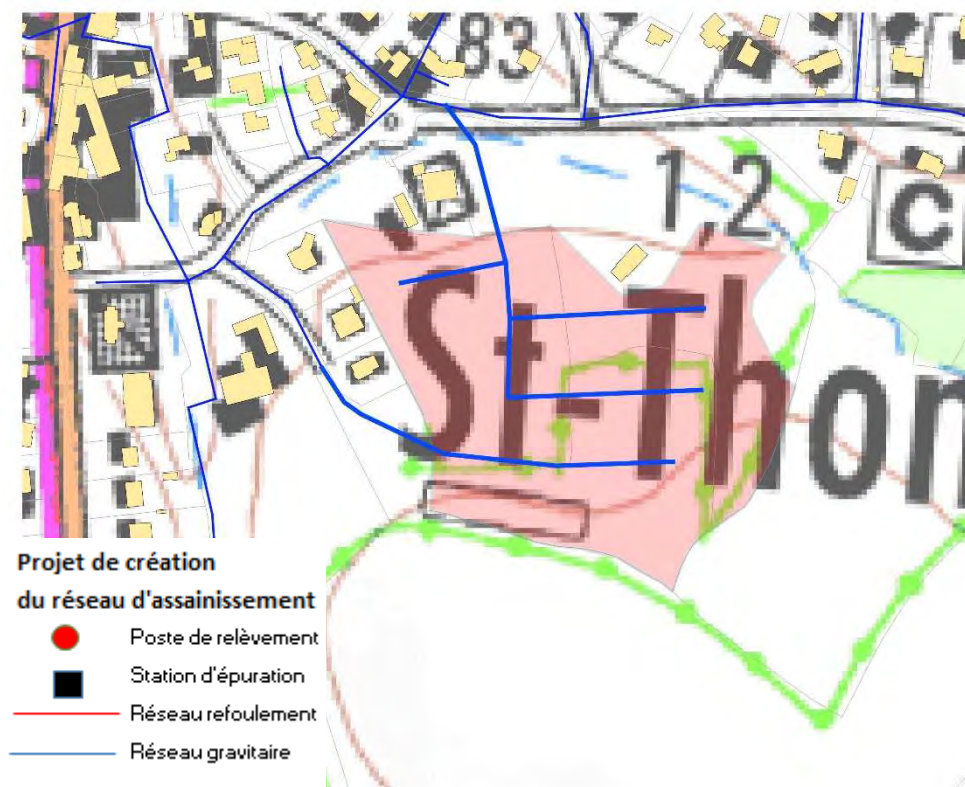 83
1,2
C
St-Thon
Projet de création
du réseau d'assainissement
Poste de relèvement
Station d'épuration
Réseau refoulement
Réseau gravitaire